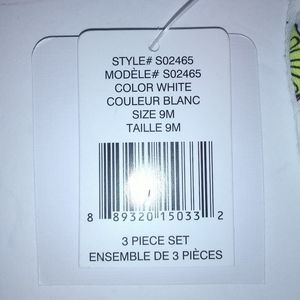 STYLE# S02465
MODÈLE# S02465
COLOR WHITE
COULEUR BLANC
SIZE 9M
TAILLE 9M
8 89320 15033 2
3 PIECE SET
ENSEMBLE DE 3 PIÈCES